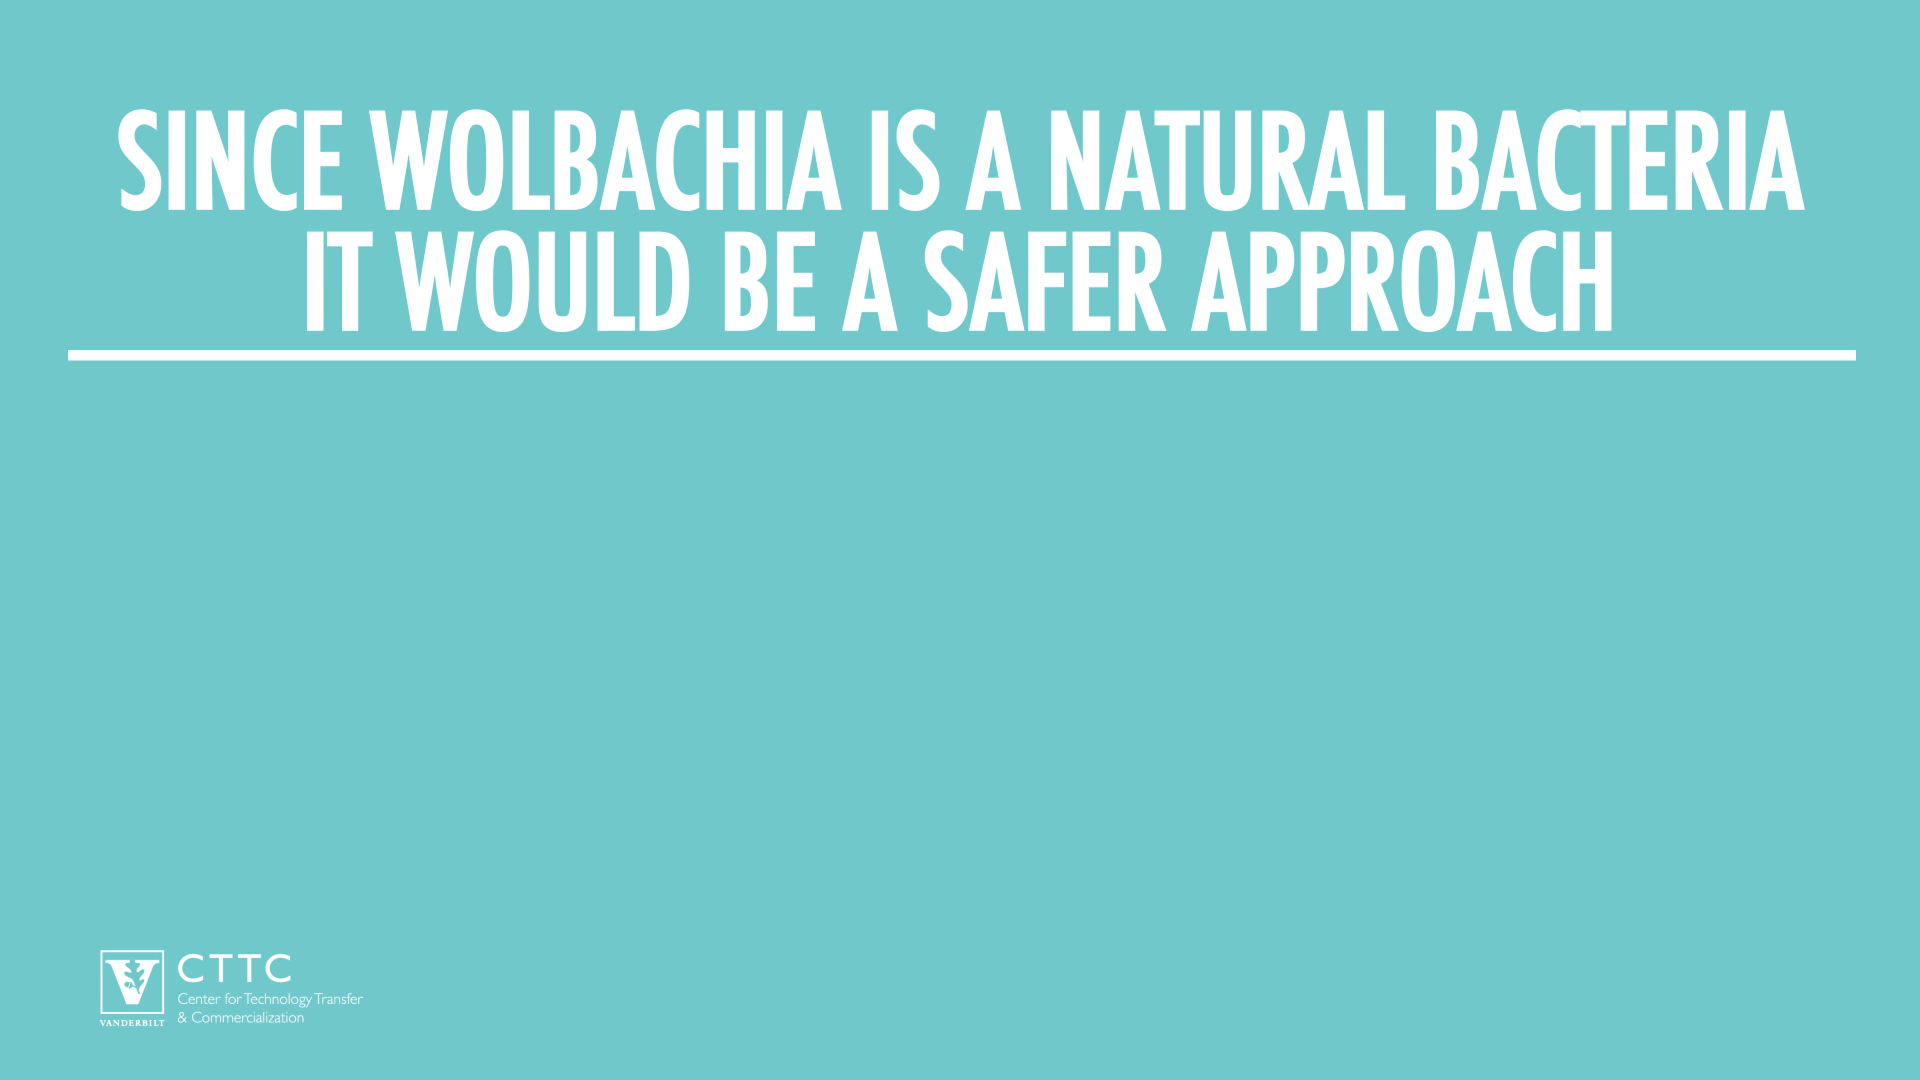 SINCE WOLBACHIA IS A NATURAL BACTERIA
IT WOULD BE A SAFER APPROACH
V
VANDERBILT
CTTC
Center for Technology Transfer
& Commercialization